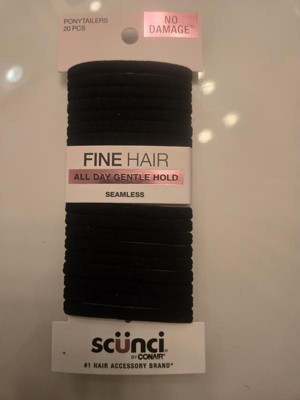 PONYTAILERS
20 PCS
NO
DAMAGE*
FINE HAIR
ALL DAY GENTLE HOLD
SEAMLESS
scünci.
BY CONAIR®
#1 HAIR ACCESSORY BRAND*